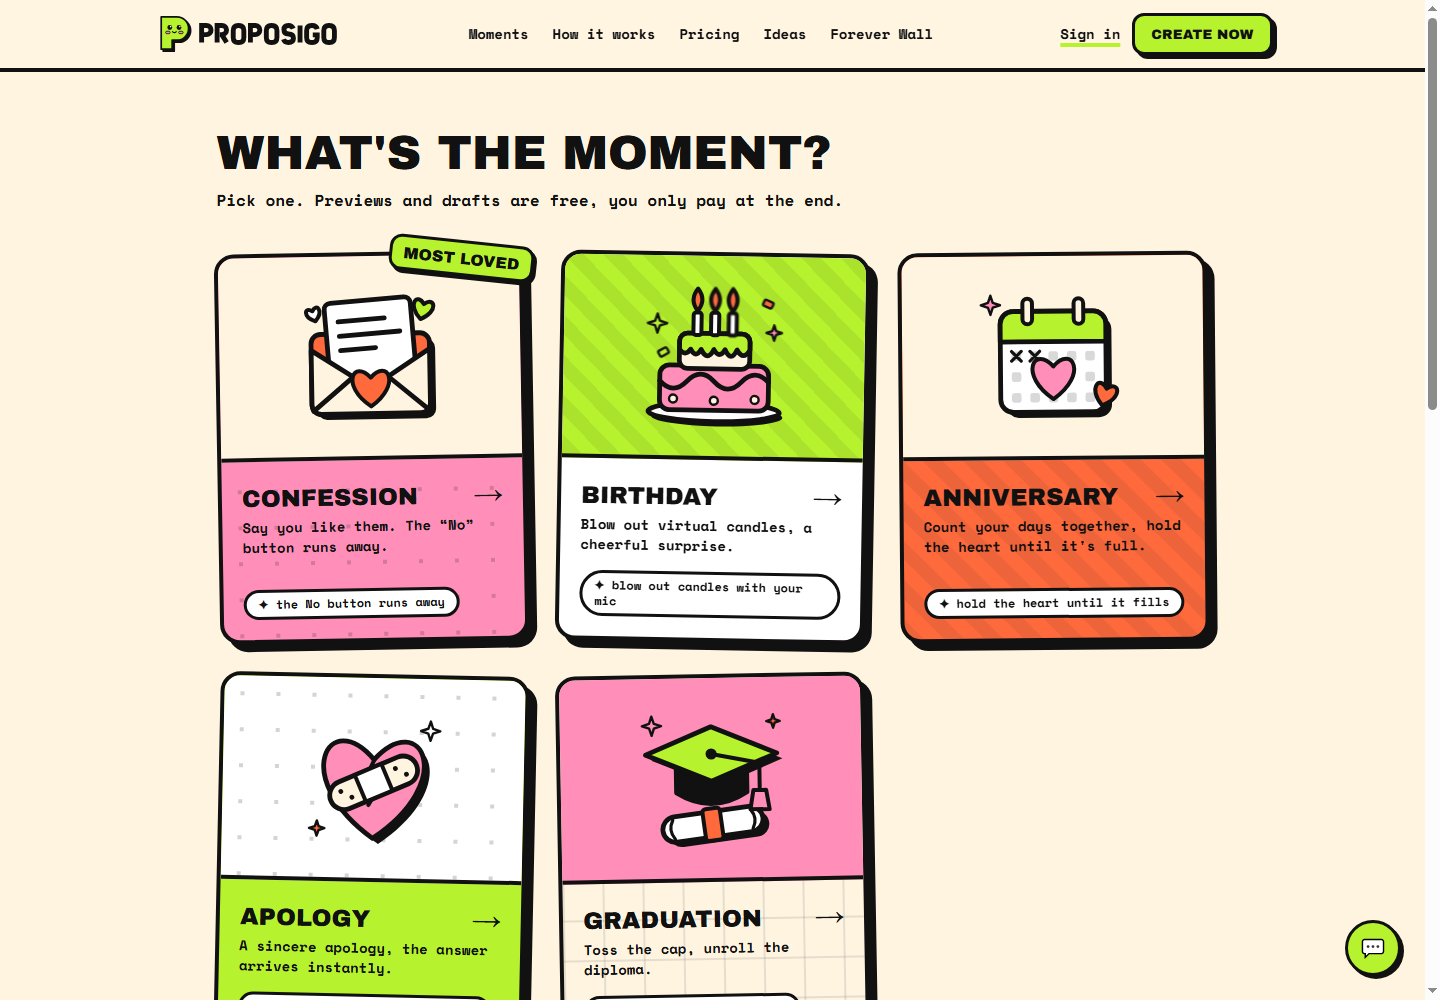 PROPOSIGO
Moments How it works Pricing Ideas Forever Wall
Sign in CREATE NOW
WHAT'S THE MOMENT?
Pick one. Previews and drafts are free, you only pay at the end.
MOST LOVED
CONFESSION →
Say you like them. The “No”
button runs away.
✦ the No button runs away
BIRTHDAY →
Blow out virtual candles, a
cheerful surprise.
✦ blow out candles with your
mic
ANNIVERSARY →
Count your days together, hold
the heart until it's full.
✦ hold the heart until it fills
APOLOGY →
A sincere apology, the answer
arrives instantly.
GRADUATION →
Toss the cap, unroll the
diploma.